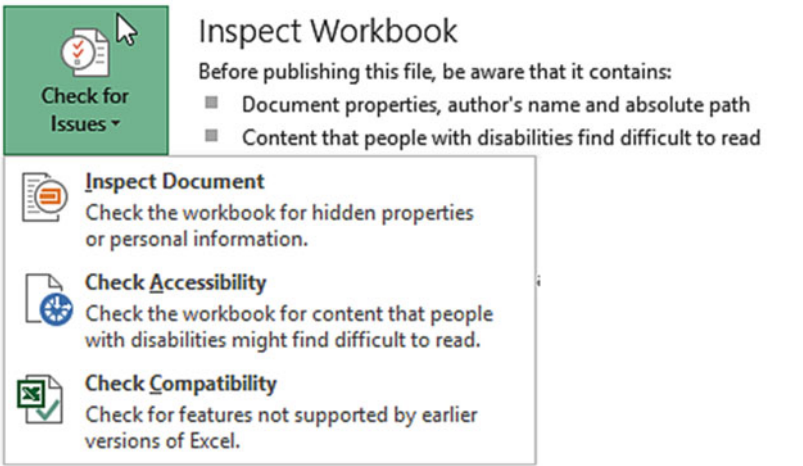 Check for
Issues
Inspect Workbook
Before publishing this file, be aware that it contains:
Document properties, author's name and absolute path
Content that people with disabilities find difficult to read
Inspect Document
Check the workbook for hidden properties
or personal information.
Check Accessibility
Check the workbook for content that people
with disabilities might find difficult to read.
Check Compatibility
Check for features not supported by earlier
versions of Excel.